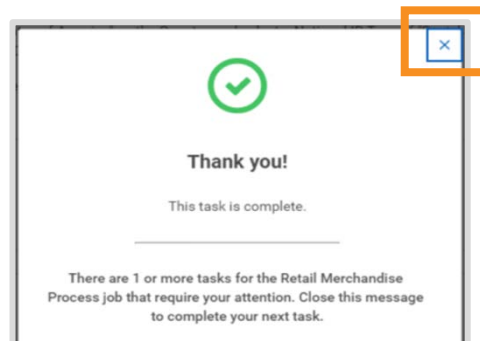 Thank you!
This task is complete.
There are 1 or more tasks for the Retail Merchandise
Process job that require your attention. Close this message
to complete your next task.